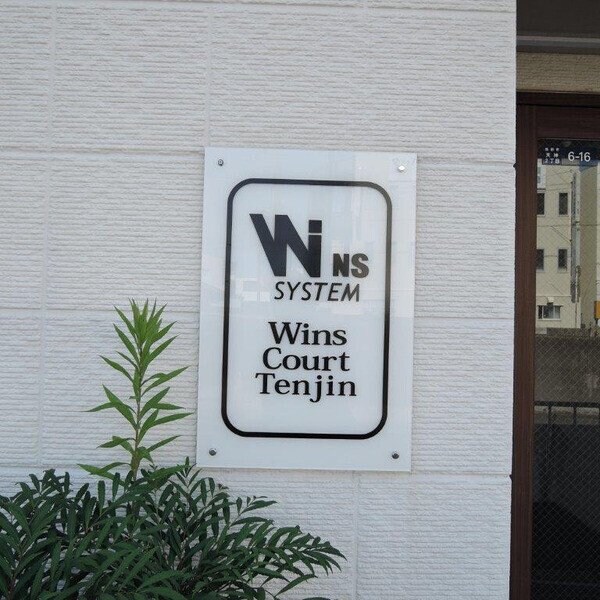 Wins
SYSTEM
Wins
Court
Tenjin
6-16